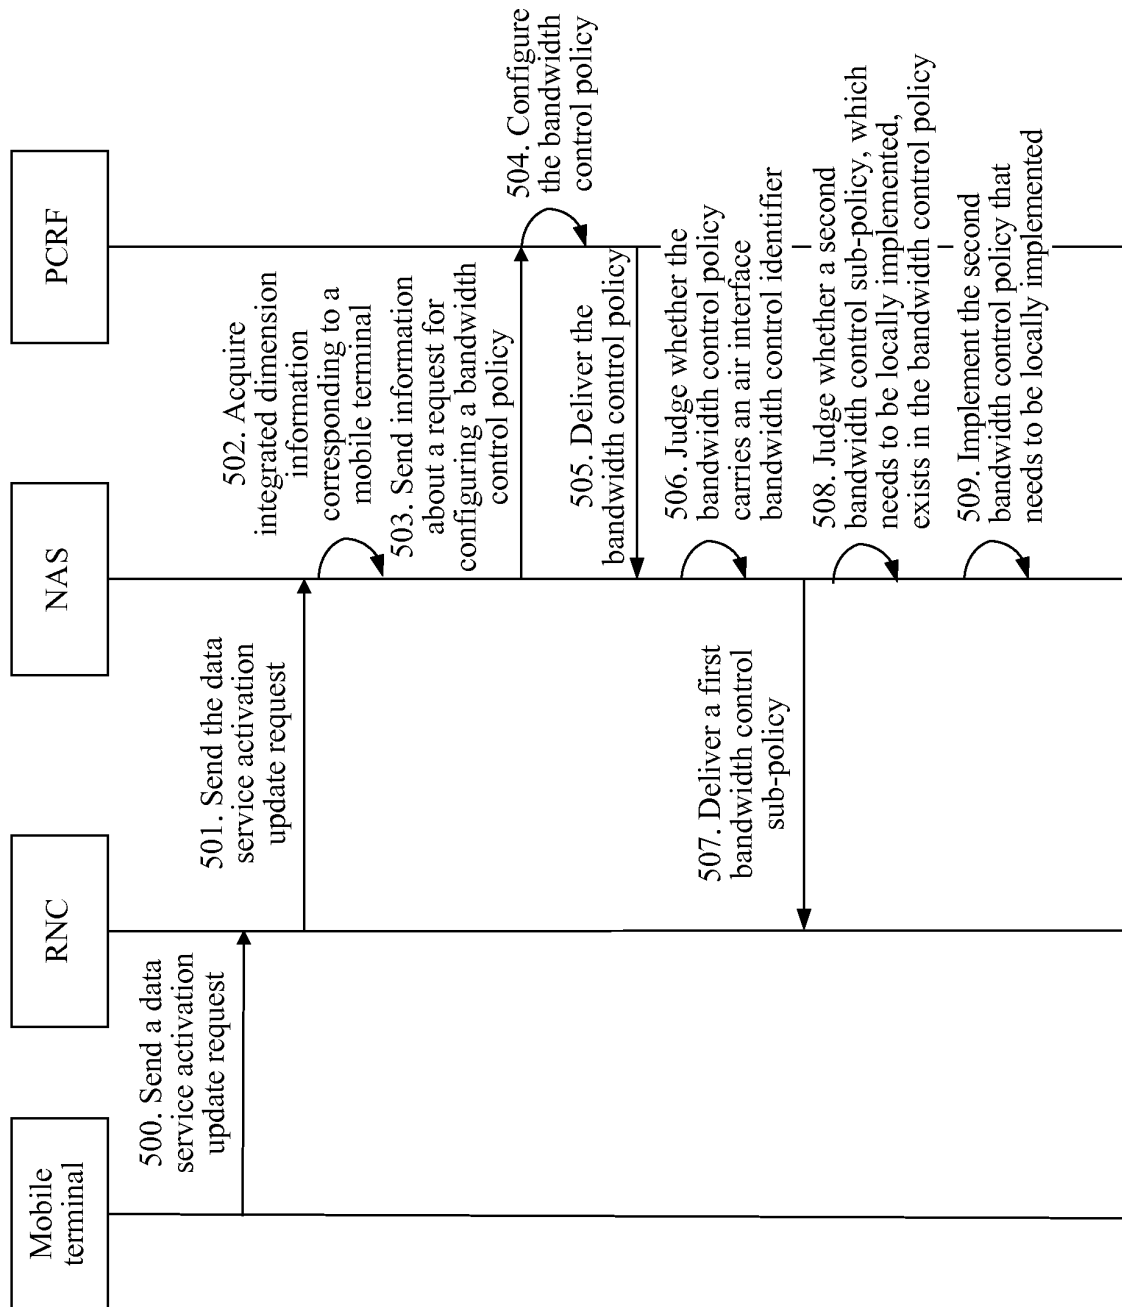 Mobile
terminal
RNC
NAS
PCRF
500. Send a data
service activation
update request
501. Send the data
service activation
update request
502. Acquire
integrated dimension
information
corresponding to a
mobile terminal
503. Send information
about a request for
configuring a bandwidth
control policy
504. Configure
the bandwidth
control policy
505. Deliver the
bandwidth control policy
506. Judge whether the
bandwidth control policy
carries an air interface
bandwidth control identifier
507. Deliver a first
bandwidth control
sub-policy
508. Judge whether a second
bandwidth control sub-policy, which
needs to be locally implemented,
exists in the bandwidth control policy
509. Implement the second
bandwidth control policy that
needs to be locally implemented